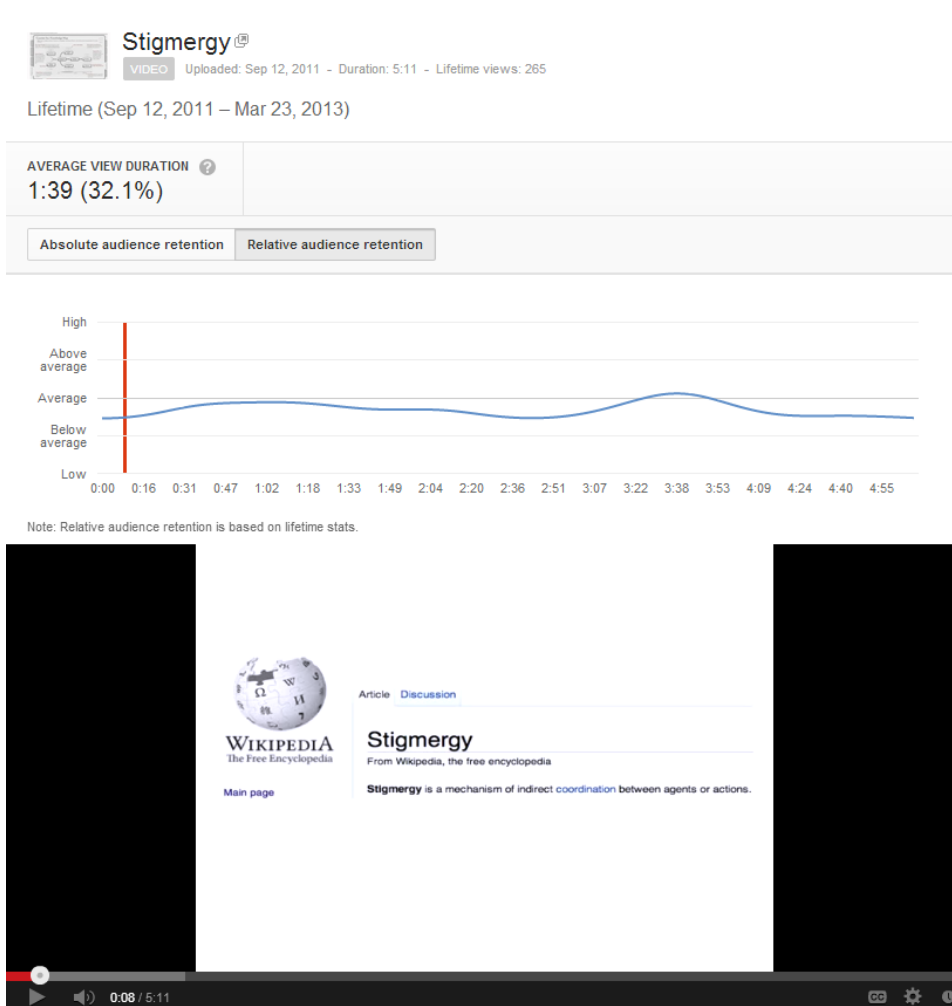 Stigmergy
VIDEO Uploaded: Sep 12, 2011 - Duration: 5:11 - Lifetime views: 265
Lifetime (Sep 12, 2011 – Mar 23, 2013)
AVERAGE VIEW DURATION ?
1:39 (32.1%)
Absolute audience retention Relative audience retention
High
Above
average
Average
Below
average
Low
0:00 0:16 0:31 0:47 1:02 1:18 1:33 1:49 2:04 2:20 2:36 2:51 3:07 3:22 3:38 3:53 4:09 4:24 4:40 4:55
Note: Relative audience retention is based on lifetime stats.
Ω W И
WIKIPEDIA
The Free Encyclopedia
Main page
Article Discussion
Stigmergy
From Wikipedia, the free encyclopedia
Stigmergy is a mechanism of indirect coordination between agents or actions.
0:08 / 5:11
CC